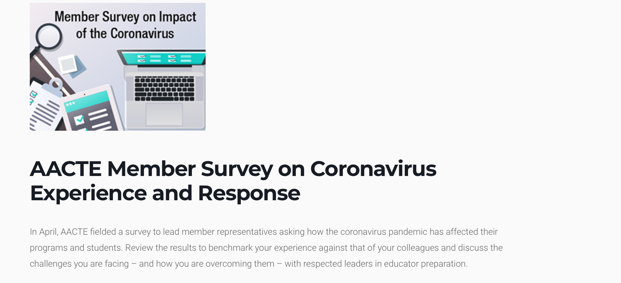 Member Survey on Impact
of the Coronavirus
AACTE Member Survey on Coronavirus
Experience and Response
In April, AACTE fielded a survey to lead member representatives asking how the coronavirus pandemic has affected their
programs and students. Review the results to benchmark your experience against that of your colleagues and discuss the
challenges you are facing – and how you are overcoming them – with respected leaders in educator preparation.